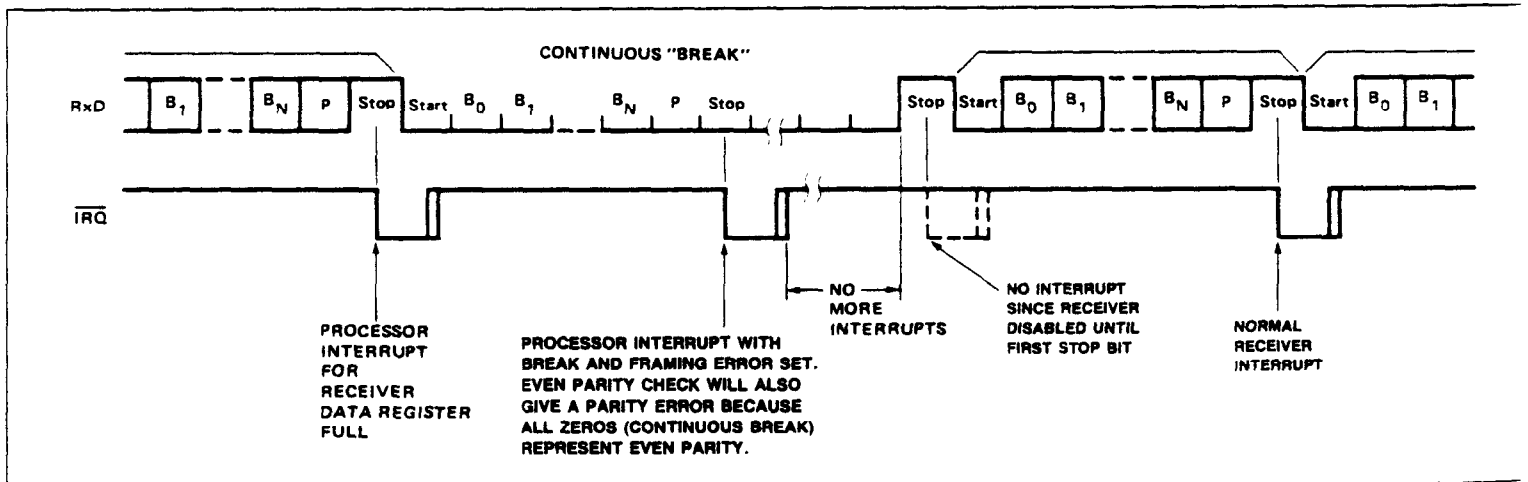 CONTINUOUS "BREAK"
RxD B1 BN P Stop Start B0 B1 BN P Stop Stop Start B0 B1 BN P Stop Start B0 B1
IRQ
PROCESSOR
INTERRUPT
FOR
RECEIVER
DATA REGISTER
FULL
PROCESSOR INTERRUPT WITH
BREAK AND FRAMING ERROR SET.
EVEN PARITY CHECK WILL ALSO
GIVE A PARITY ERROR BECAUSE
ALL ZEROS (CONTINUOUS BREAK)
REPRESENT EVEN PARITY.
NO
MORE
INTERRUPTS
NO INTERRUPT
SINCE RECEIVER
DISABLED UNTIL
FIRST STOP BIT
NORMAL
RECEIVER
INTERRUPT